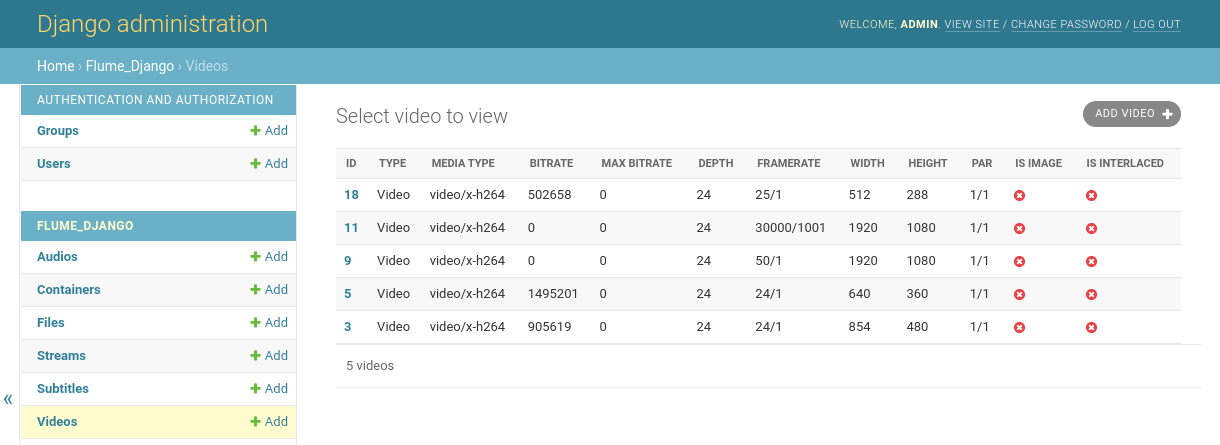 Django administration
WELCOME, ADMIN. VIEW SITE / CHANGE PASSWORD / LOG OUT
Home › Flume_Django › Videos
AUTHENTICATION AND AUTHORIZATION
Groups Add
Users Add
FLUME_DJANGO
Audios Add
Containers Add
Files Add
Streams Add
Subtitles Add
Videos Add
«
Select video to view
ADD VIDEO
ID TYPE MEDIA TYPE BITRATE MAX BITRATE DEPTH FRAMERATE WIDTH HEIGHT PAR IS IMAGE IS INTERLACED
18 Video video/x-h264 502658 0 24 25/1 512 288 1/1
11 Video video/x-h264 0 0 24 30000/1001 1920 1080 1/1
9 Video video/x-h264 0 0 24 50/1 1920 1080 1/1
5 Video video/x-h264 1495201 0 24 24/1 640 360 1/1
3 Video video/x-h264 905619 0 24 24/1 854 480 1/1
5 videos